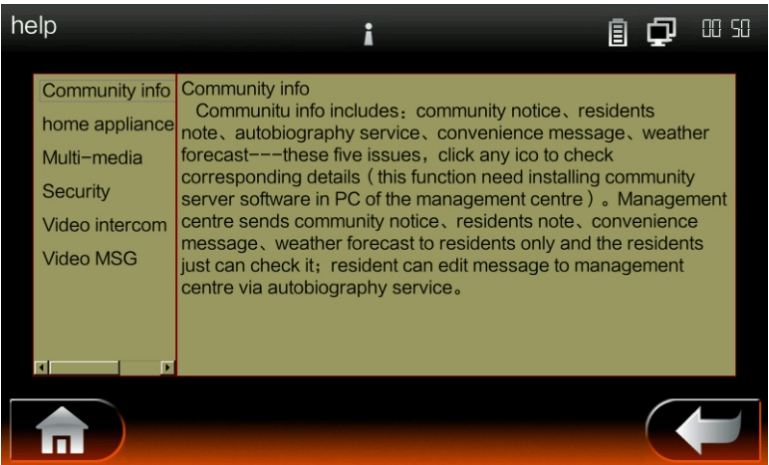 help
00 50
Community info
home appliance
Multi-media
Security
Video intercom
Video MSG
Community info
Communitu info includes：community notice、residents
note、autobiography service、convenience message、weather
forecast---these five issues，click any ico to check
corresponding details（this function need installing community
server software in PC of the management centre）。Management
centre sends community notice、residents note、convenience
message、weather forecast to residents only and the residents
just can check it；resident can edit message to management
centre via autobiography service。